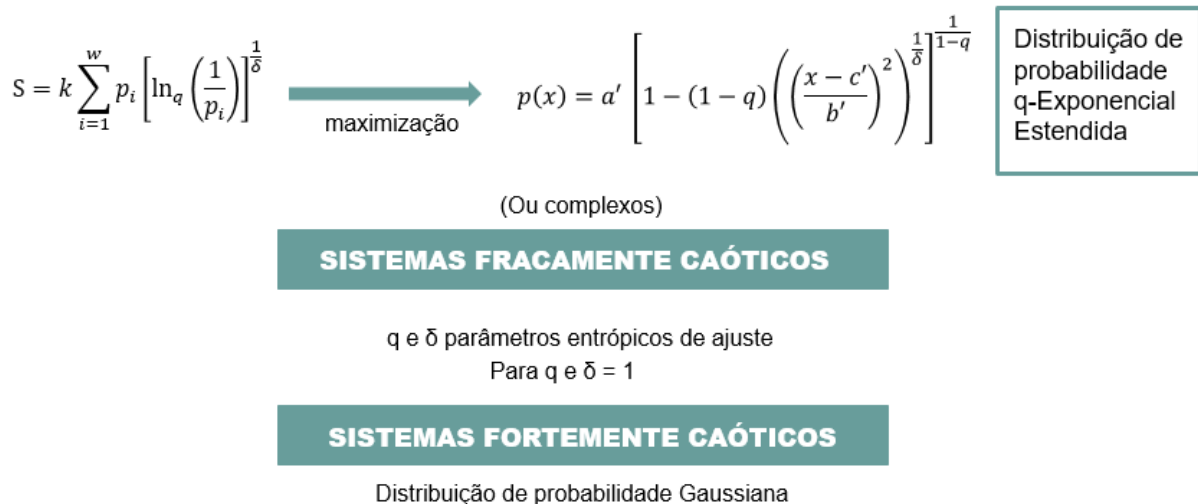 S = k ∑_{i=1}^{w} p_i [ln_q (1/p_i)]^{1/δ}
maximização
p(x) = a′ [1 − (1 − q) (((x − c′)/b′)^2)^{1/δ}]^{1/(1−q)}
Distribuição de
probabilidade
q-Exponencial
Estendida
(Ou complexos)
SISTEMAS FRACAMENTE CAÓTICOS
q e δ parâmetros entrópicos de ajuste
Para q e δ = 1
SISTEMAS FORTEMENTE CAÓTICOS
Distribuição de probabilidade Gaussiana